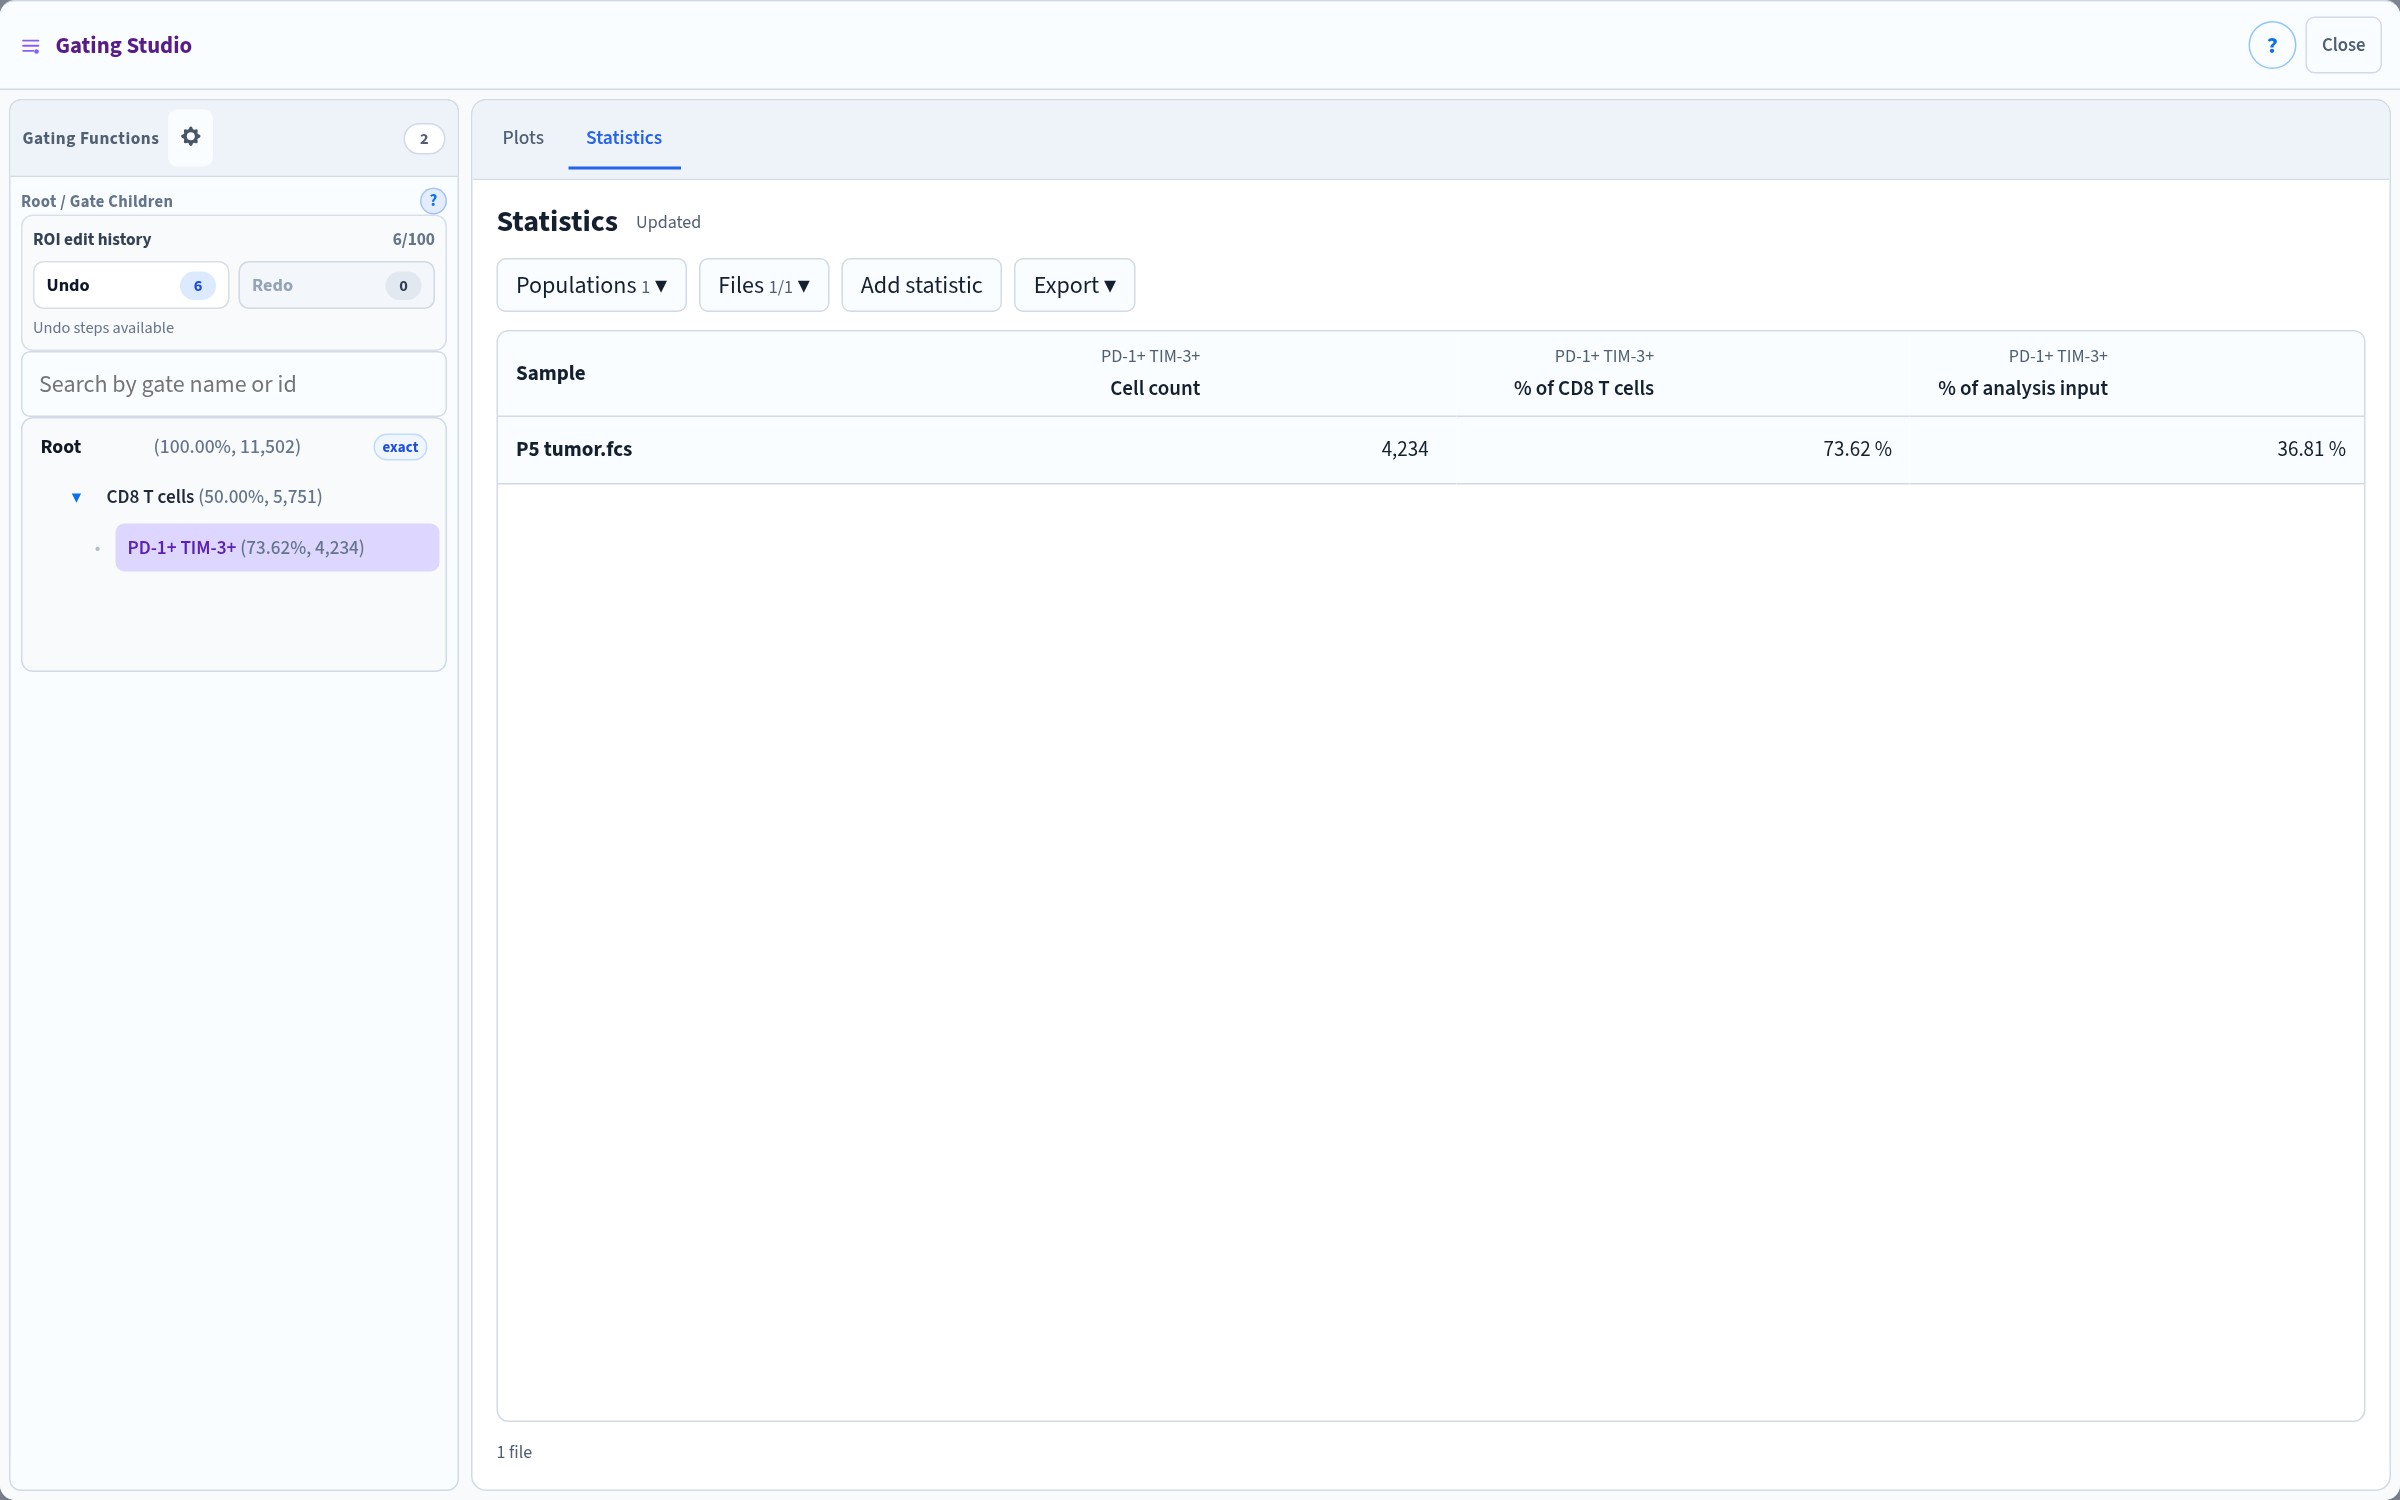 Gating Studio
? Close
Gating Functions 2
Root / Gate Children ?
ROI edit history 6/100
Undo 6 Redo 0
Undo steps available
Search by gate name or id
Root (100.00%, 11,502) exact
▼ CD8 T cells (50.00%, 5,751)
• PD-1+ TIM-3+ (73.62%, 4,234)
Plots Statistics
Statistics Updated
Populations 1 ▼ Files 1/1 ▼ Add statistic Export ▼
PD-1+ TIM-3+ PD-1+ TIM-3+ PD-1+ TIM-3+
Sample Cell count % of CD8 T cells % of analysis input
P5 tumor.fcs 4,234 73.62 % 36.81 %
1 file